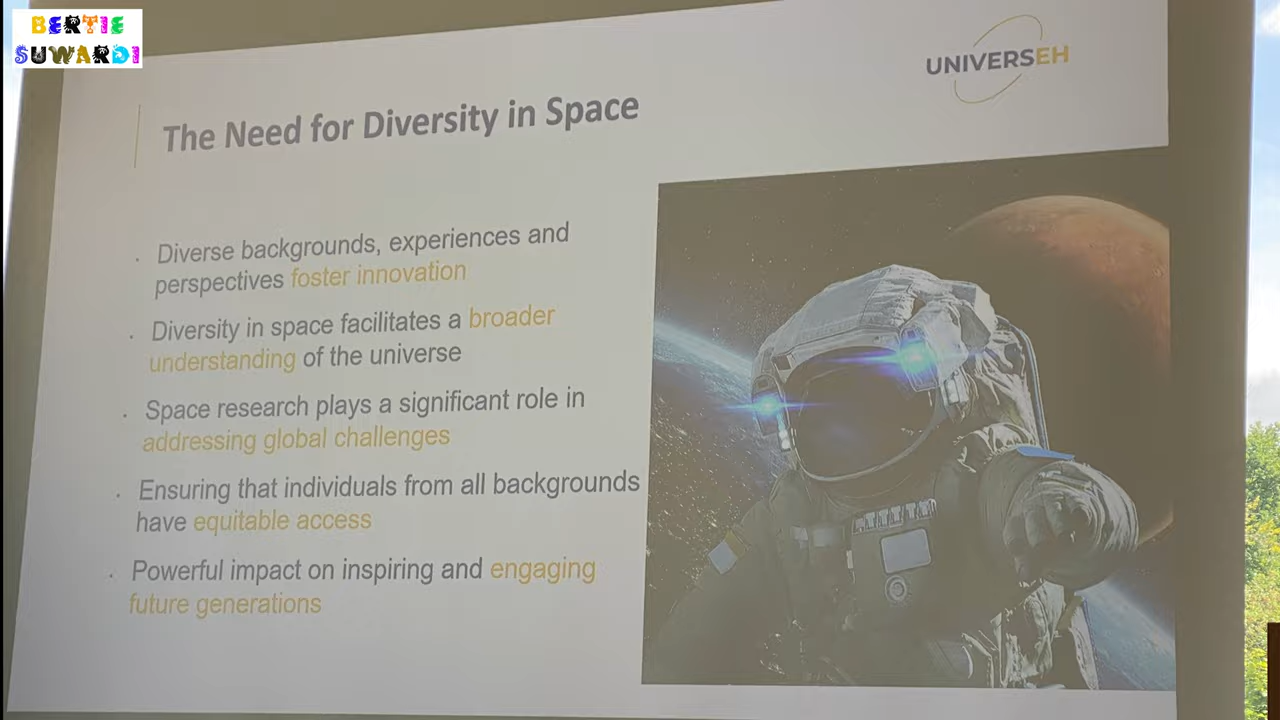 BERTIE
SUWARDI
UNIVERSEH
The Need for Diversity in Space
Diverse backgrounds, experiences and
perspectives foster innovation
Diversity in space facilitates a broader
understanding of the universe
Space research plays a significant role in
addressing global challenges
Ensuring that individuals from all backgrounds
have equitable access
Powerful impact on inspiring and engaging
future generations